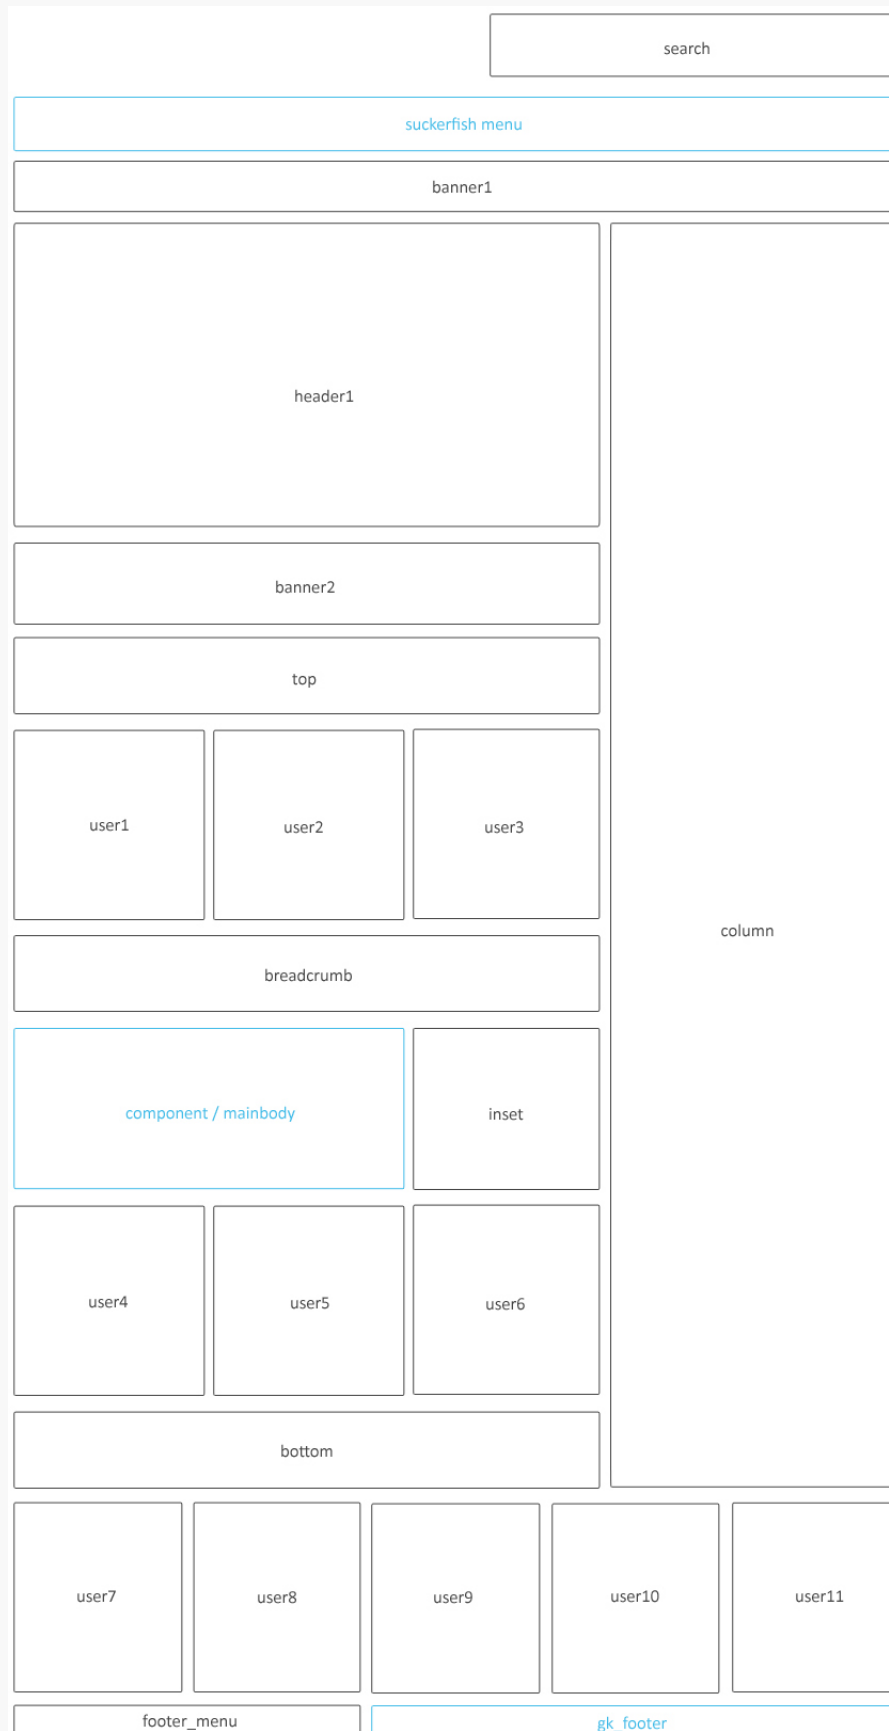 search
suckerfish menu
banner1
header1
banner2
top
user1 user2 user3
breadcrumb
column
component / mainbody inset
user4 user5 user6
bottom
user7 user8 user9 user10 user11
footer_menu gk_footer